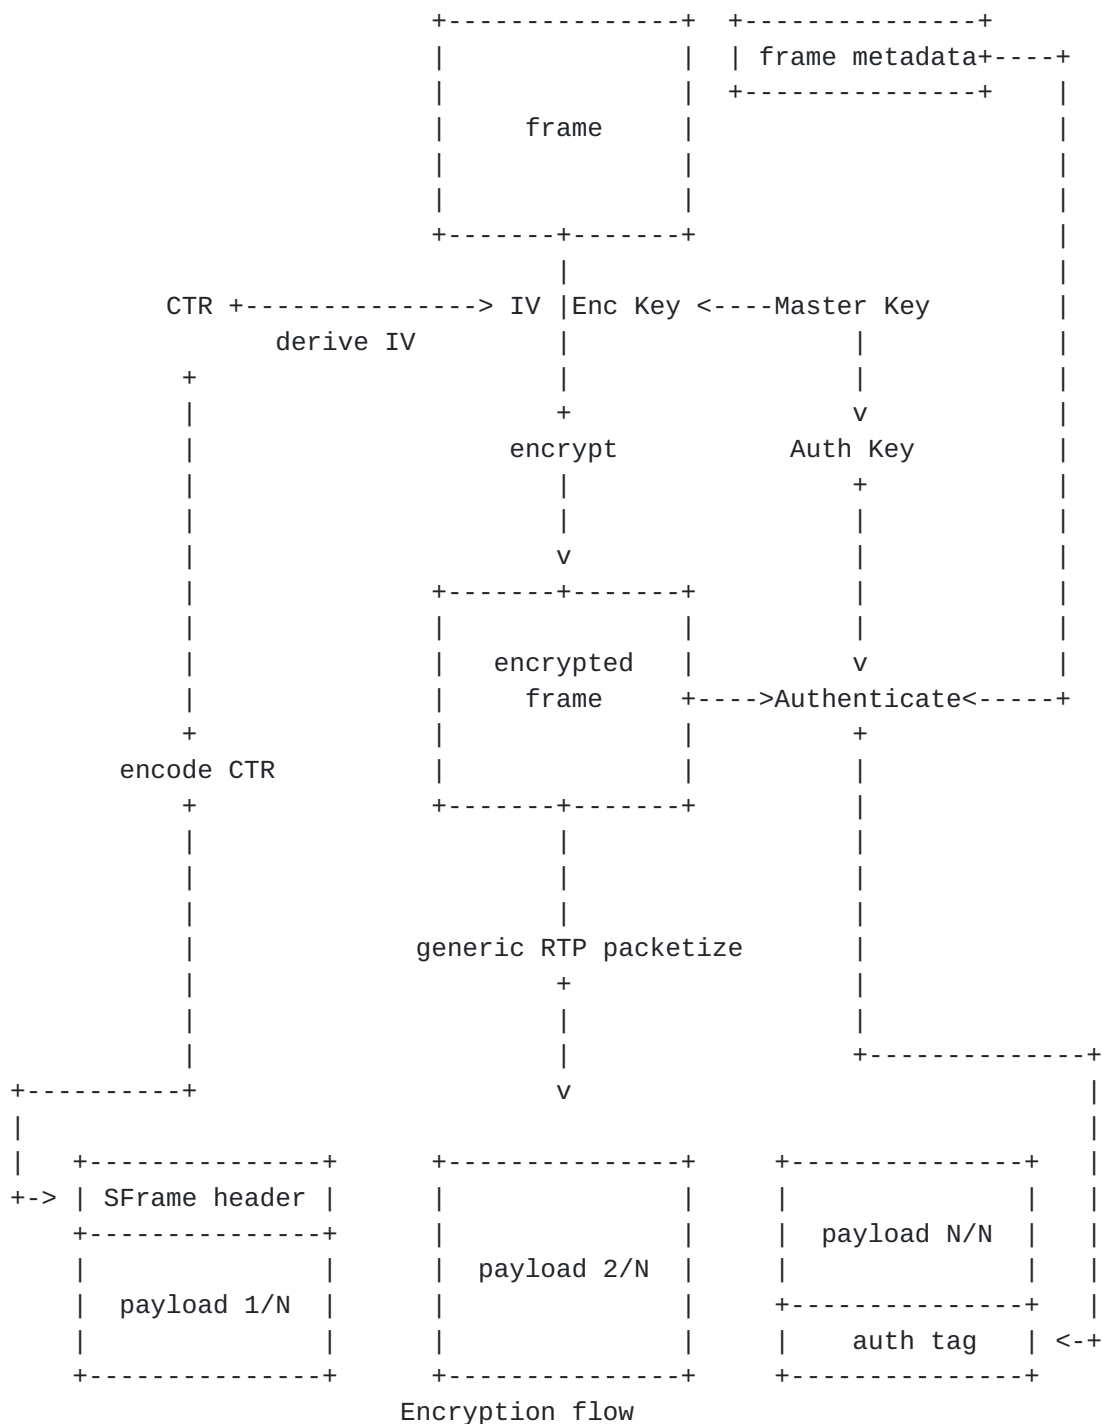 frame metadata
frame
CTR IV Enc Key Master Key
derive IV
encrypt Auth Key
encrypted
frame Authenticate
encode CTR
generic RTP packetize
SFrame header
payload N/N
payload 2/N
payload 1/N
auth tag
Encryption flow